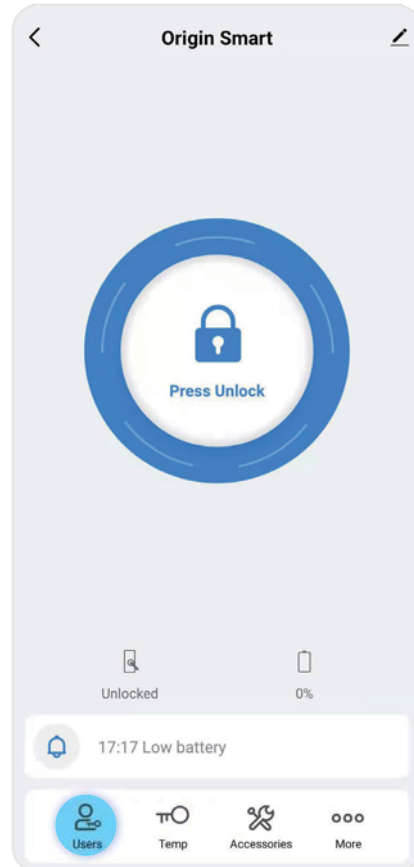 Origin Smart
Press Unlock
Unlocked 0%
17:17 Low battery
Users Temp Accessories More